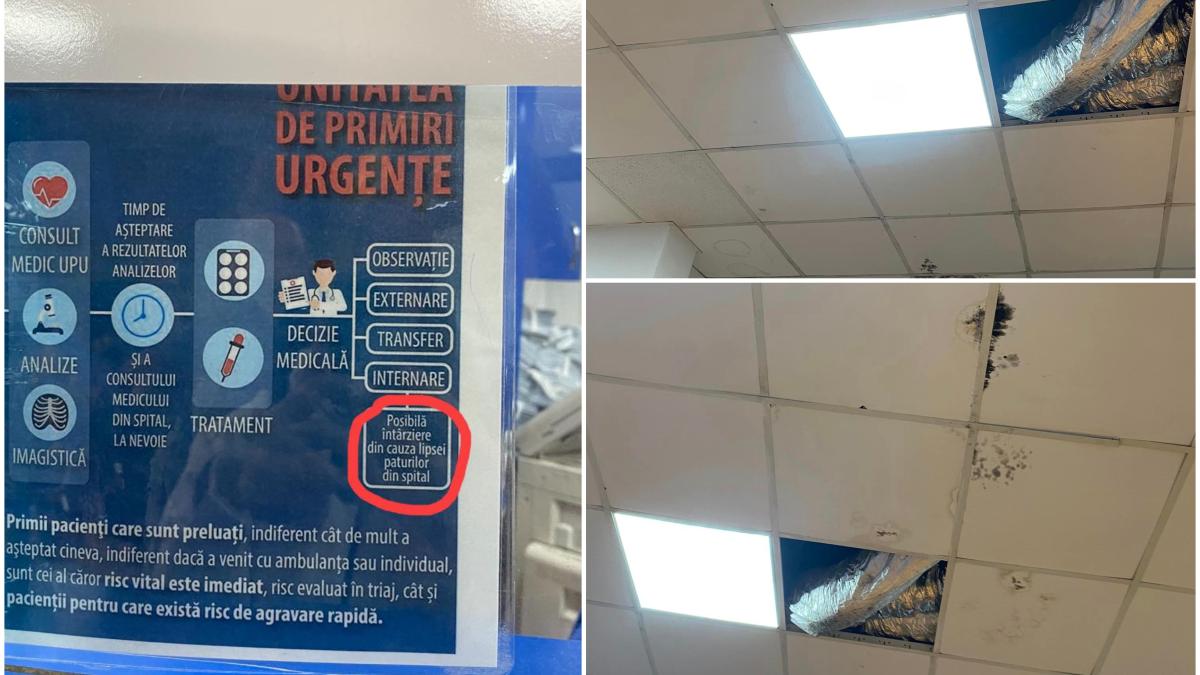 UNITATEA
DE PRIMIRI
URGENȚE
CONSULT
MEDIC UPU
ANALIZE
IMAGISTICĂ
TIMP DE
AȘTEPTARE
A REZULTATELOR
ANALIZELOR
ȘI A
CONSULTULUI
MEDICULUI
DIN SPITAL,
LA NEVOIE
TRATAMENT
DECIZIE
MEDICALĂ
OBSERVAȚIE
EXTERNARE
TRANSFER
INTERNARE
Posibilă
întârziere
din cauza lipsei
paturilor
din spital
Primii pacienți care sunt preluați, indiferent cât de mult a
așteptat cineva, indiferent dacă a venit cu ambulanța sau individual,
sunt cei al căror risc vital este imediat, risc evaluat în triaj, cât și
pacienții pentru care există risc de agravare rapidă.